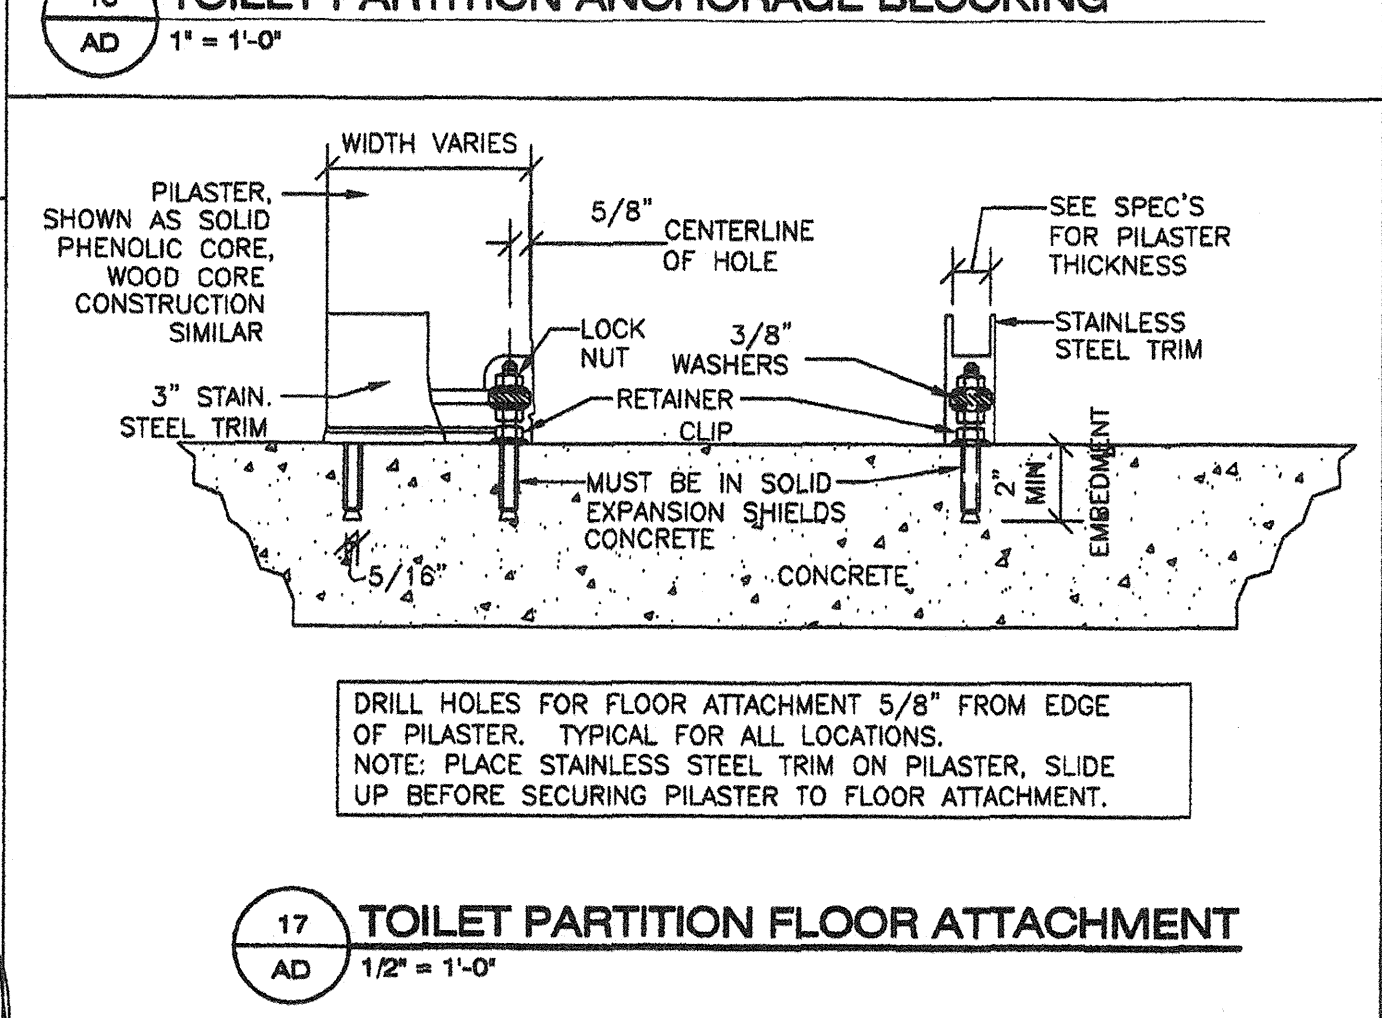 TOILET PARTITION ANCHORAGE BLOCKING
AD
1" = 1'-0"
WIDTH VARIES
PILASTER,
SHOWN AS SOLID
PHENOLIC CORE,
WOOD CORE
CONSTRUCTION
SIMILAR
3" STAIN.
STEEL TRIM
5/8"
CENTERLINE
OF HOLE
LOCK
NUT
3/8"
WASHERS
RETAINER
CLIP
SEE SPEC'S
FOR PILASTER
THICKNESS
STAINLESS
STEEL TRIM
MUST BE IN SOLID
EXPANSION SHIELDS
CONCRETE
2"
MIN
EMBEDMENT
5/16"
CONCRETE
DRILL HOLES FOR FLOOR ATTACHMENT 5/8" FROM EDGE
OF PILASTER. TYPICAL FOR ALL LOCATIONS.
NOTE: PLACE STAINLESS STEEL TRIM ON PILASTER, SLIDE
UP BEFORE SECURING PILASTER TO FLOOR ATTACHMENT.
17
AD
TOILET PARTITION FLOOR ATTACHMENT
1/2" = 1'-0"